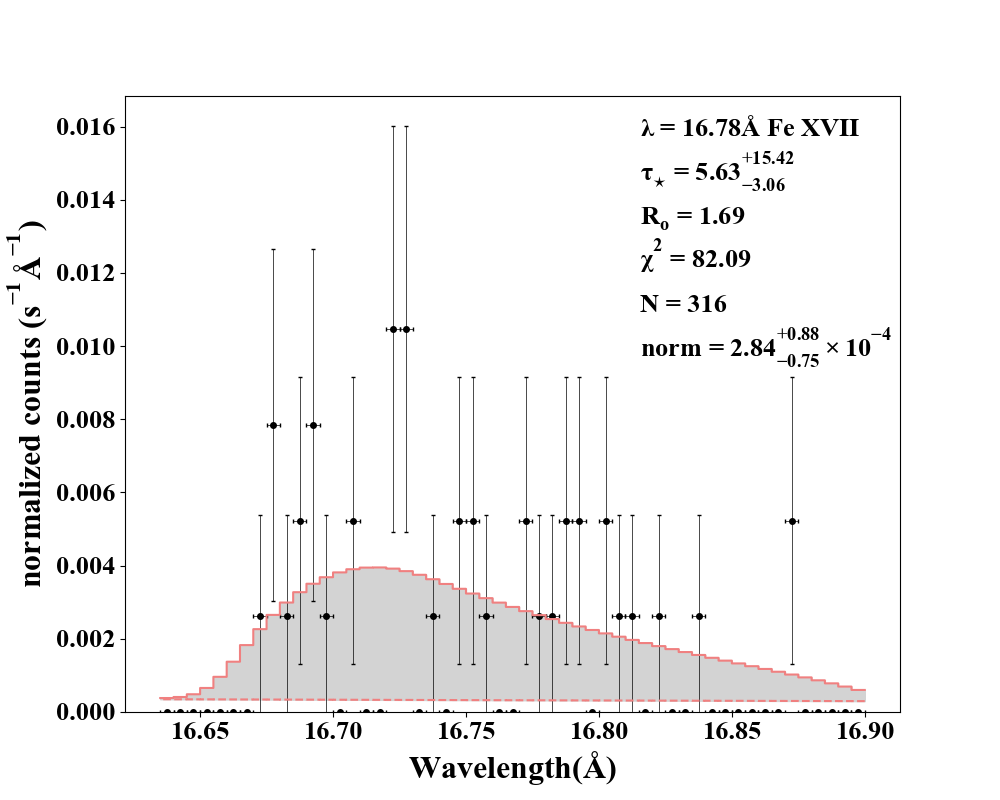 λ = 16.78Å Fe XVII
τ⋆ = 5.63 +15.42 −3.06
Rₒ = 1.69
χ² = 82.09
N = 316
norm = 2.84 +0.88 −0.75 × 10⁻⁴
normalized counts (s⁻¹ Å⁻¹)
0.016
0.014
0.012
0.010
0.008
0.006
0.004
0.002
0.000
16.65 16.70 16.75 16.80 16.85 16.90
Wavelength(Å)